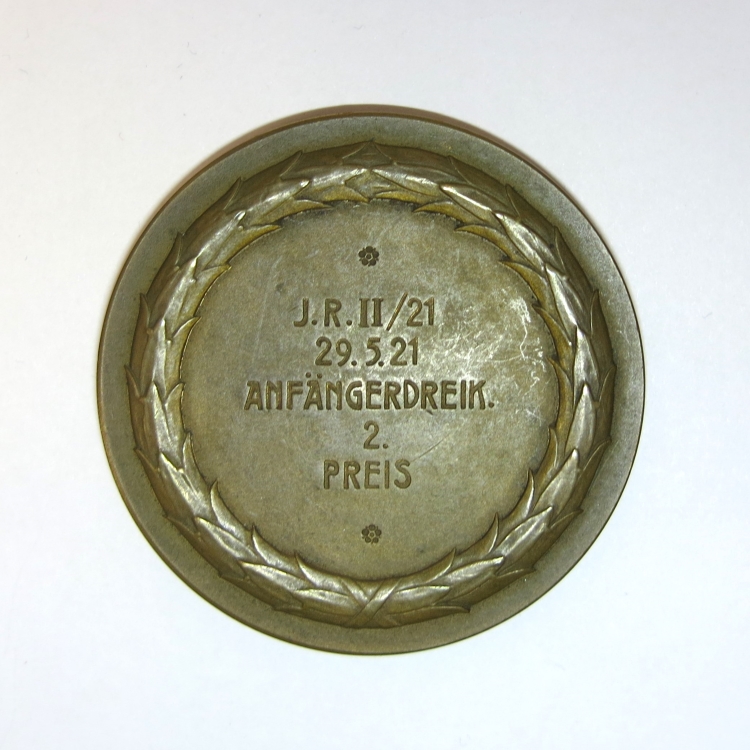 J.R.II/21
29.5.21
ANFÄNGERDREIK.
2.
PREIS